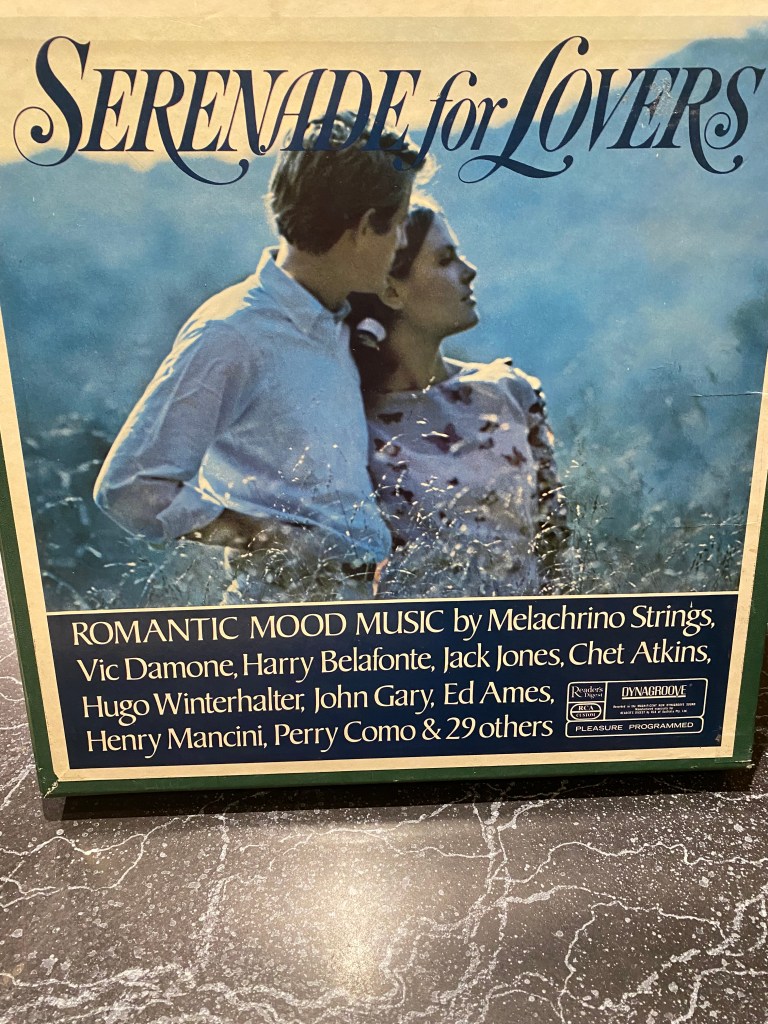 SERENADE for LOVERS
ROMANTIC MOOD MUSIC by Melachrino Strings,
Vic Damone, Harry Belafonte, Jack Jones, Chet Atkins,
Hugo Winterhalter, John Gary, Ed Ames,
Henry Mancini, Perry Como & 29 others
Reader's Digest
RCA
CUSTOM
DYNAGROOVE
PLEASURE PROGRAMMED